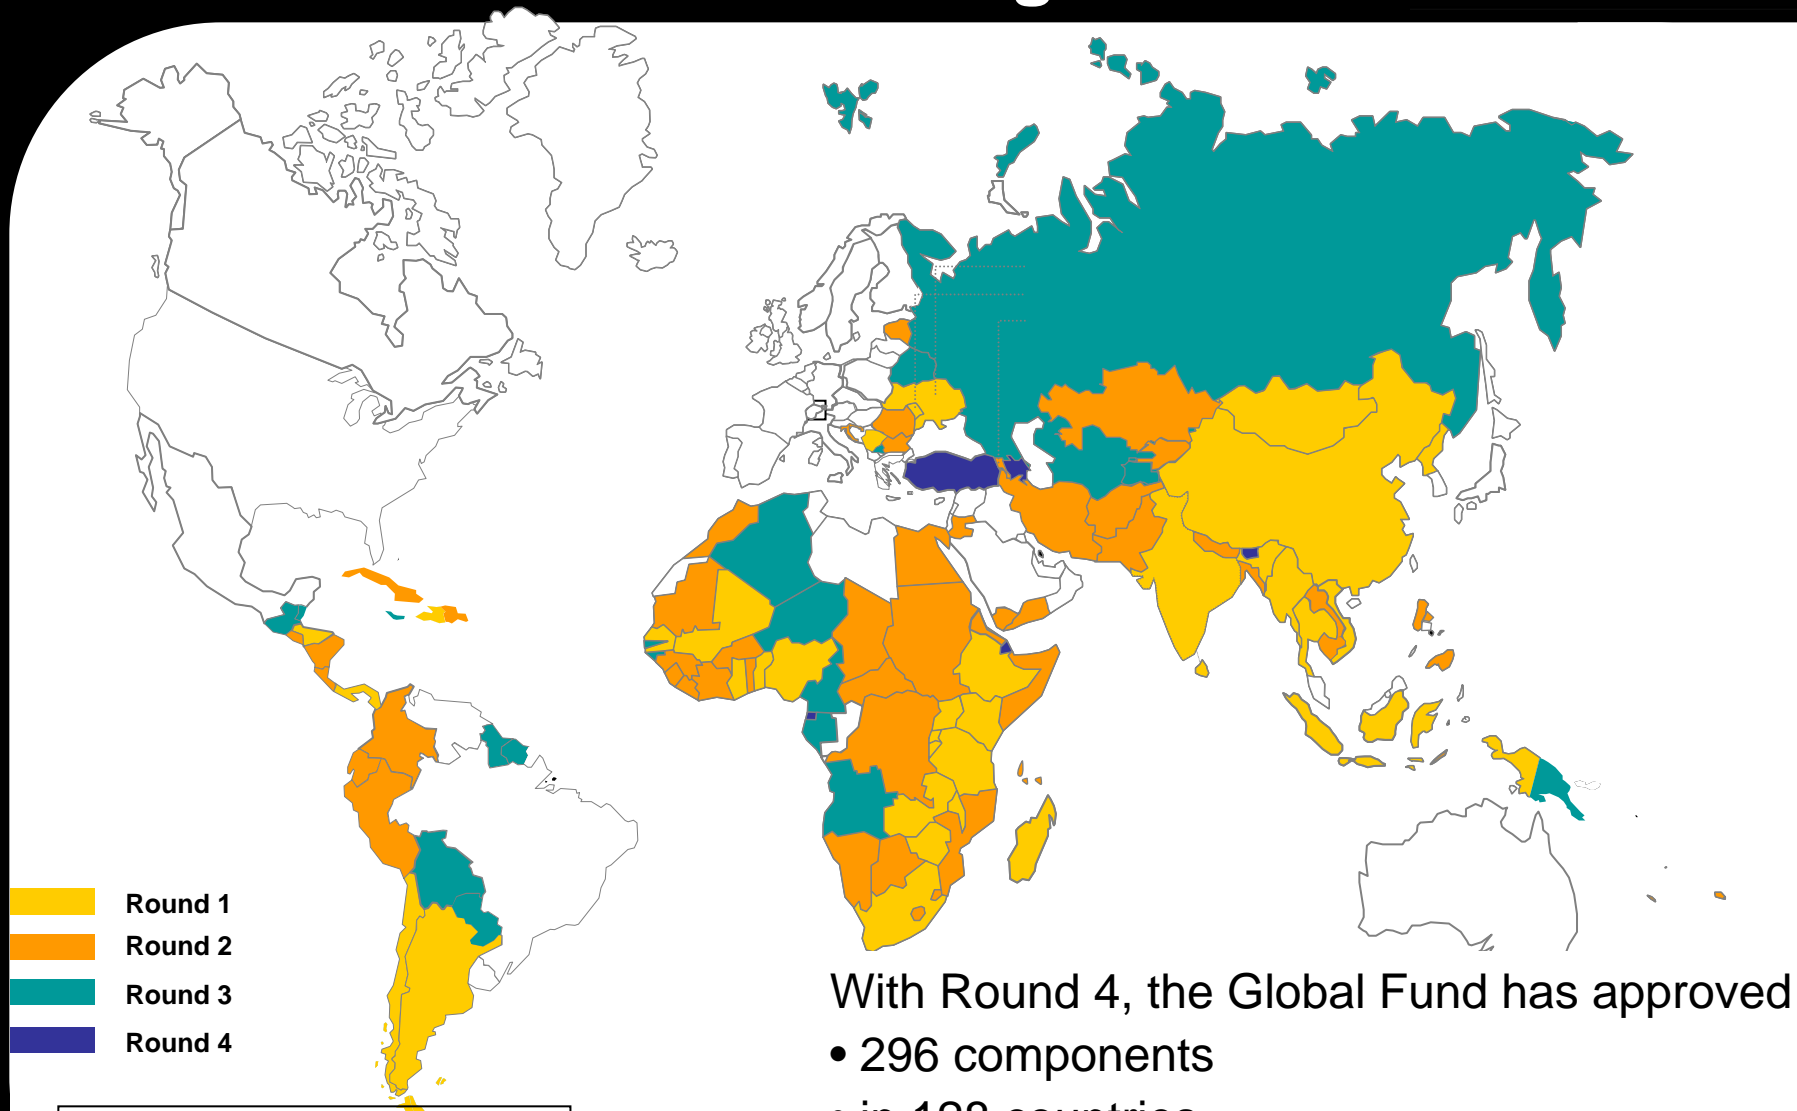 Round 1
Round 2
Round 3
Round 4
With Round 4, the Global Fund has approved
• 296 components